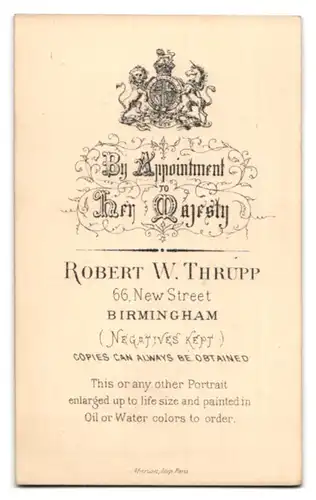 By Appointment
TO
Her Majesty
ROBERT W. THRUPP
66, New Street
BIRMINGHAM
(NEGATIVES KEPT)
COPIES CAN ALWAYS BE OBTAINED
This or any other Portrait
enlarged up to life size and painted in
Oil or Water colors to order.
Paris